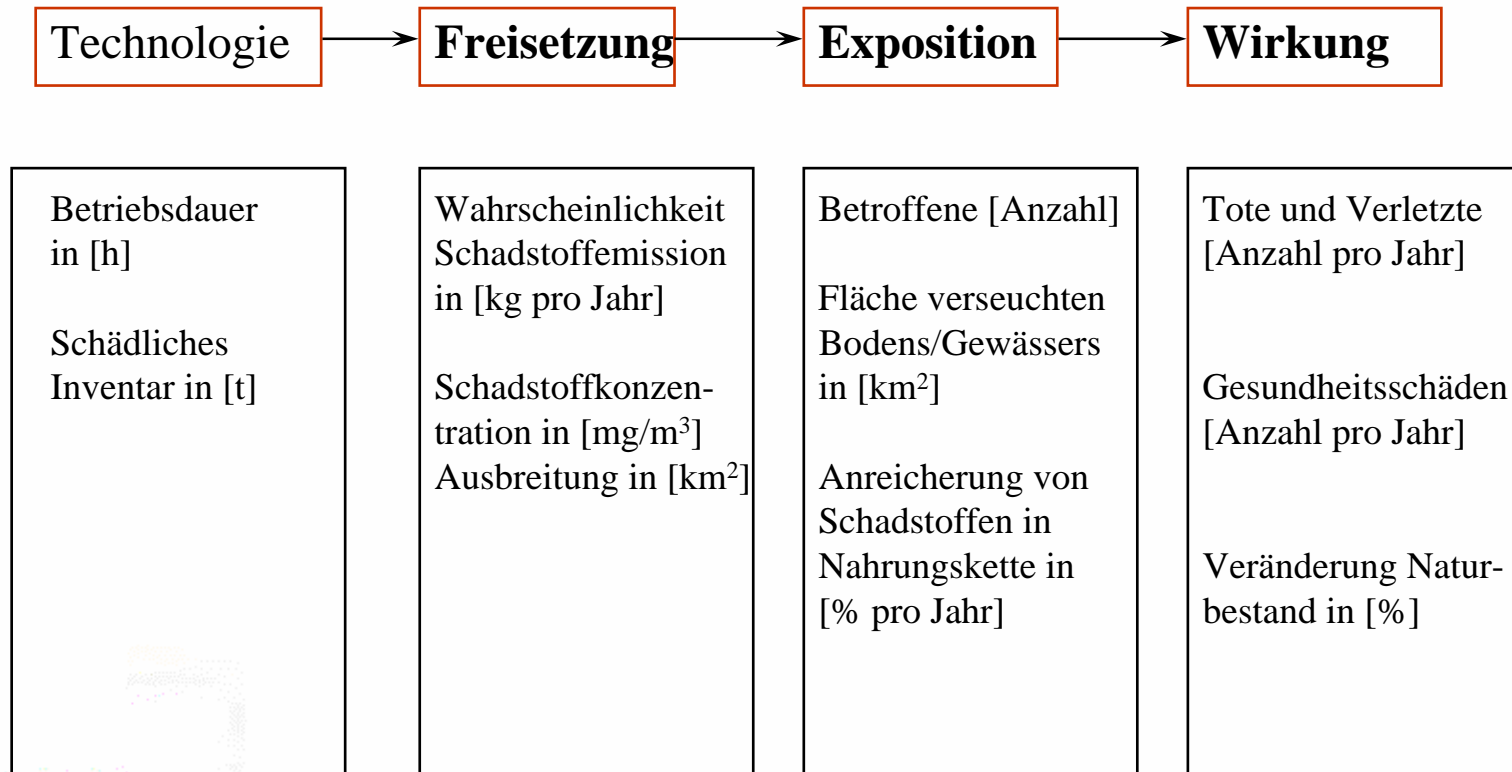 Technologie
Freisetzung
Exposition
Wirkung
Betriebsdauer
in [h]
Schädliches
Inventar in [t]
Wahrscheinlichkeit
Schadstoffemission
in [kg pro Jahr]
Schadstoffkonzen-
tration in [mg/m³]
Ausbreitung in [km²]
Betroffene [Anzahl]
Fläche verseuchten
Bodens/Gewässers
in [km²]
Anreicherung von
Schadstoffen in
Nahrungskette in
[% pro Jahr]
Tote und Verletzte
[Anzahl pro Jahr]
Gesundheitsschäden
[Anzahl pro Jahr]
Veränderung Natur-
bestand in [%]